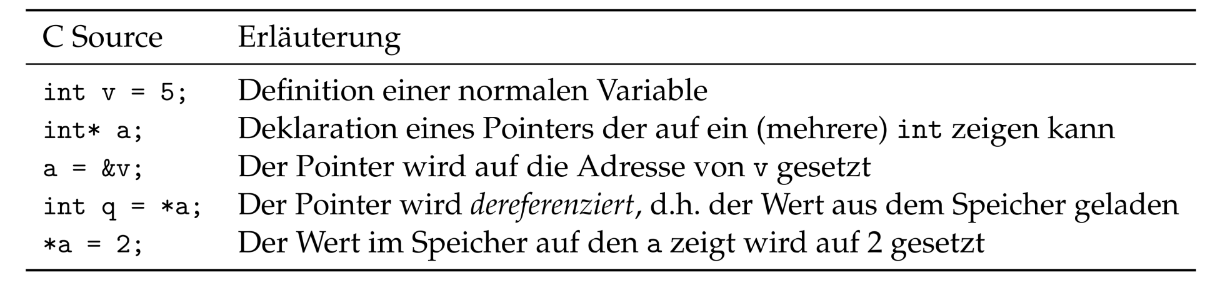 C Source Erläuterung
int v = 5; Definition einer normalen Variable
int* a; Deklaration eines Pointers der auf ein (mehrere) int zeigen kann
a = &v; Der Pointer wird auf die Adresse von v gesetzt
int q = *a; Der Pointer wird dereferenziert, d.h. der Wert aus dem Speicher geladen
*a = 2; Der Wert im Speicher auf den a zeigt wird auf 2 gesetzt